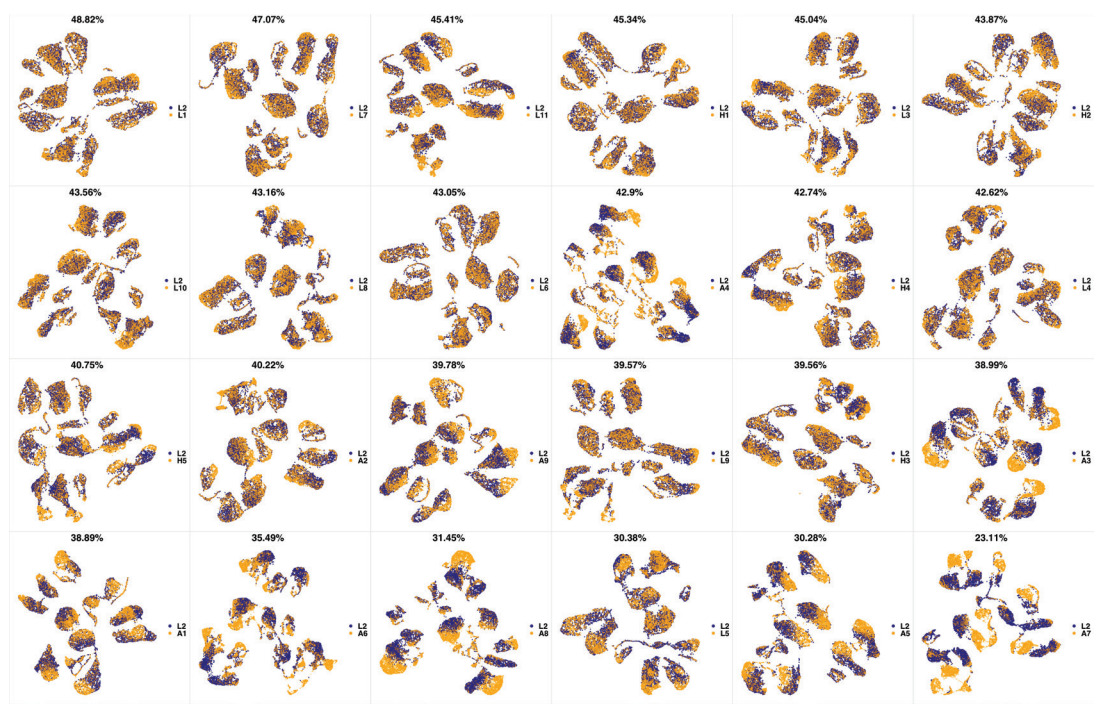 48.82%
L2
L1
47.07%
L2
L7
45.41%
L2
L11
45.34%
L2
H1
45.04%
L2
L3
43.87%
L2
H2
43.56%
L2
L10
43.16%
L2
L8
43.05%
L2
L6
42.9%
L2
A4
42.74%
L2
H4
42.62%
L2
L4
40.75%
L2
H5
40.22%
L2
A2
39.78%
L2
A9
39.57%
L2
L9
39.56%
L2
H3
38.99%
L2
A3
38.89%
L2
A1
35.49%
L2
A6
31.45%
L2
A8
30.38%
L2
L5
30.28%
L2
A5
23.11%
L2
A7